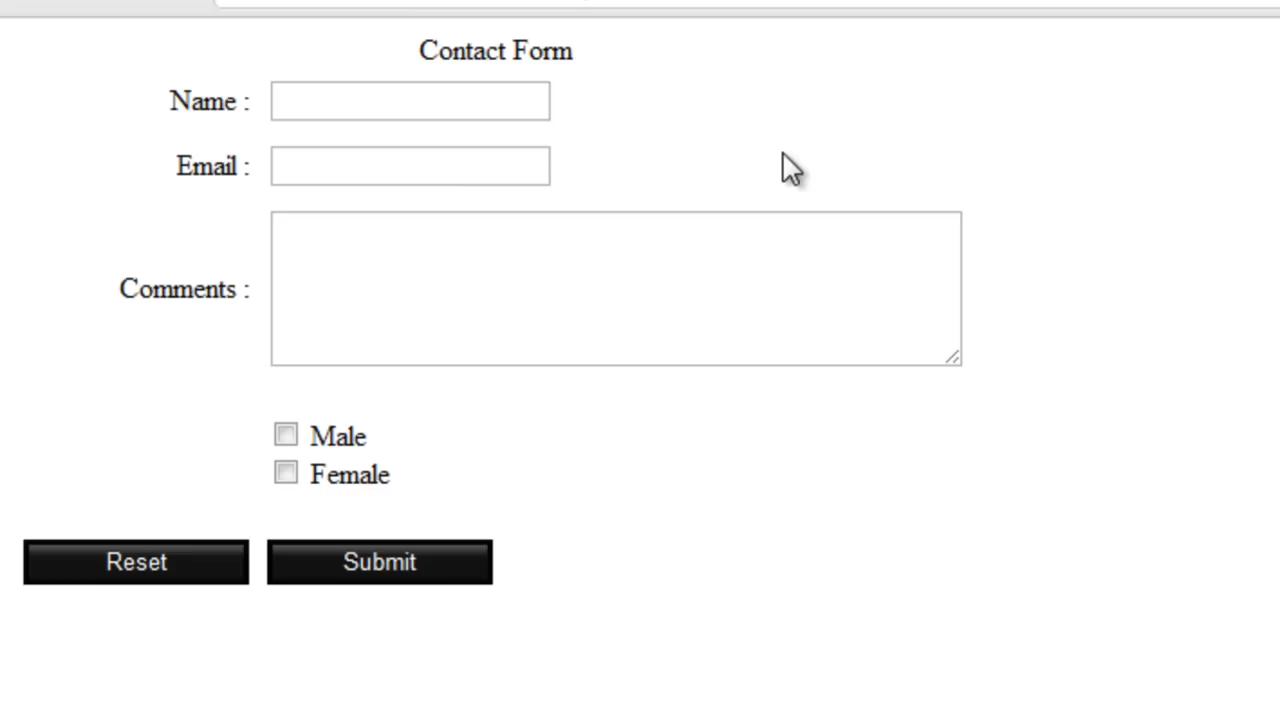 Contact Form
Name :
Email :
Comments :
Male
Female
Reset Submit